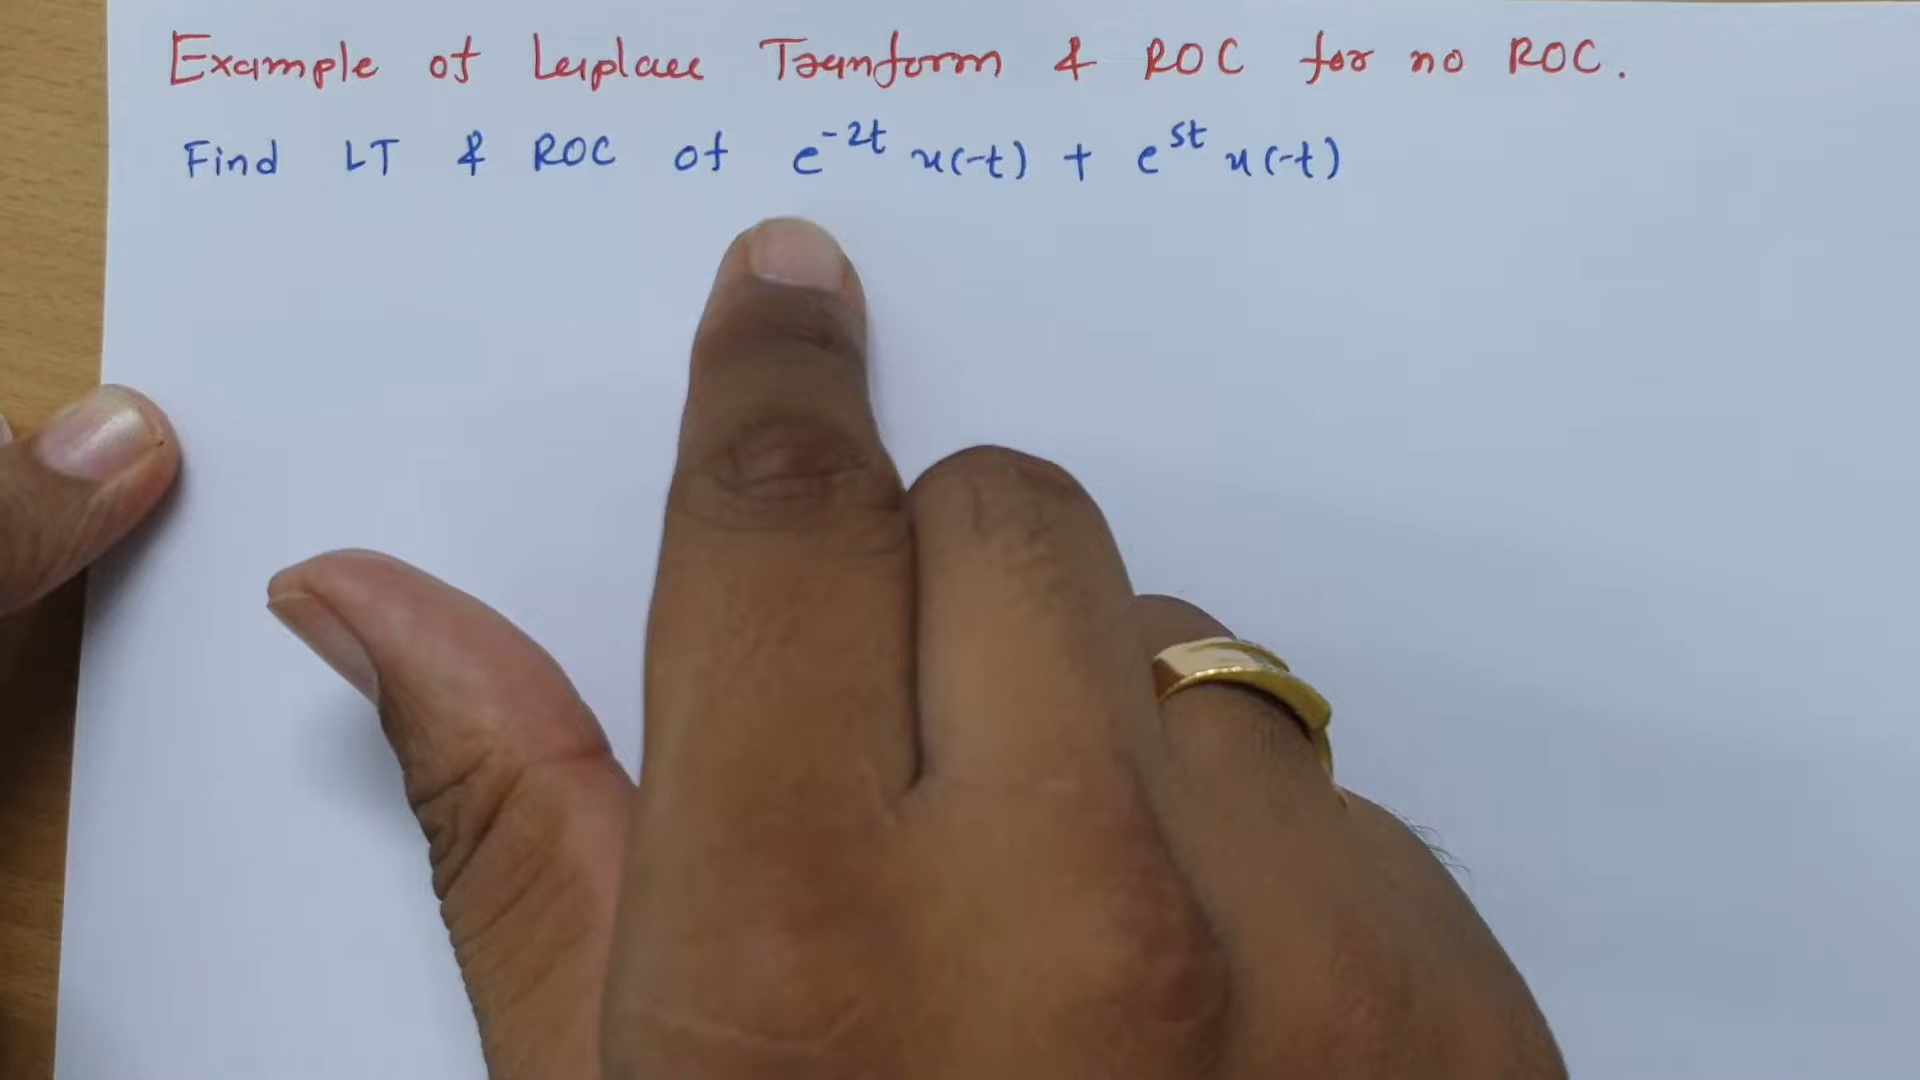 Example of Laplace Transform & ROC for no ROC.
Find LT & ROC of e^{-2t} u(-t) + e^{5t} u(-t)